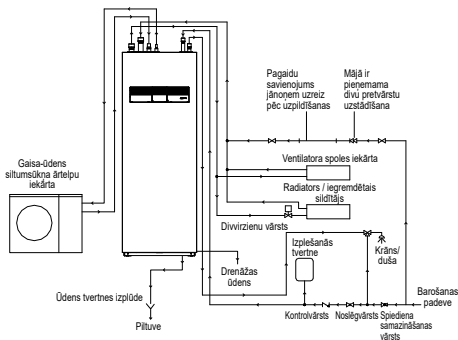 Pagaidu
savienojums
jānoņem uzreiz
pēc uzpildīšanas
Mājā ir
pieņemama
divu pretvārstu
uzstādīšana
Gaisa-ūdens
siltumsūkņa ārtelpu
iekārta
Ventilatora spoles iekārta
Radiators / iegremdētais
sildītājs
Divvirzienu vārsts
Izplešanās
tvertne
Krāns/
duša
Drenāžas
ūdens
Ūdens tvertnes izplūde
Piltuve
Kontrolvārsts
Noslēgvārsts
Spiediena
samazināšanas
vārsts
Barošanas
padeve